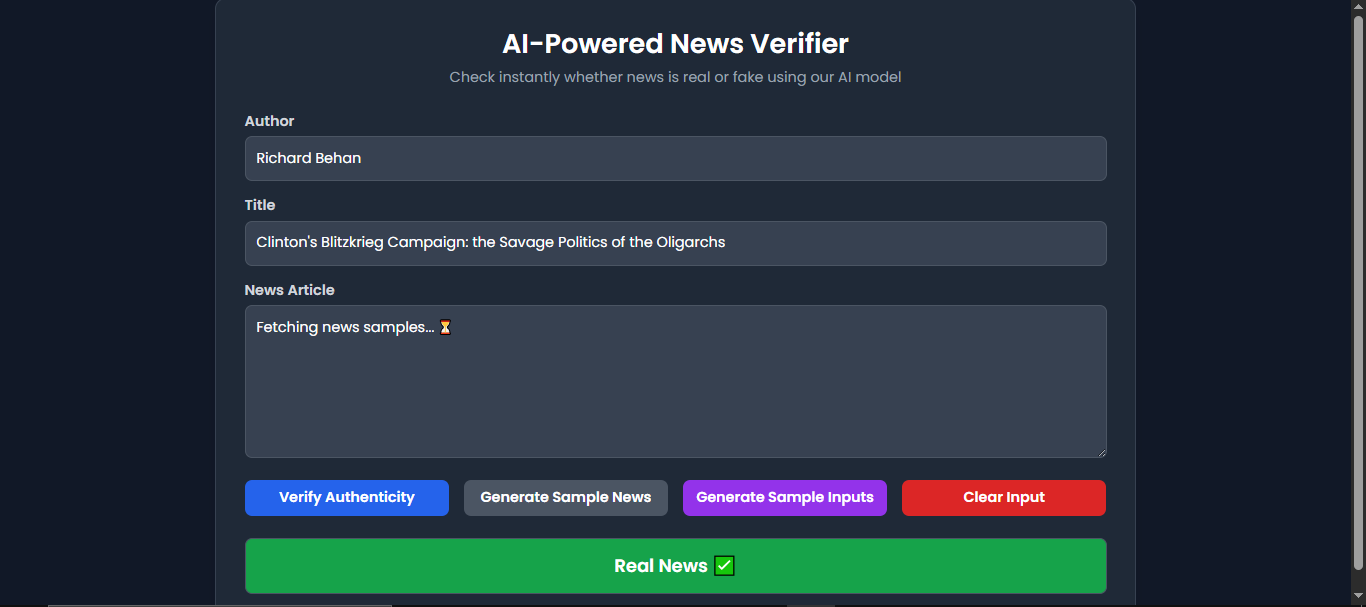 AI-Powered News Verifier
Check instantly whether news is real or fake using our AI model
Author
Richard Behan
Title
Clinton's Blitzkrieg Campaign: the Savage Politics of the Oligarchs
News Article
Fetching news samples... ⏳
Verify Authenticity
Generate Sample News
Generate Sample Inputs
Clear Input
Real News ✅